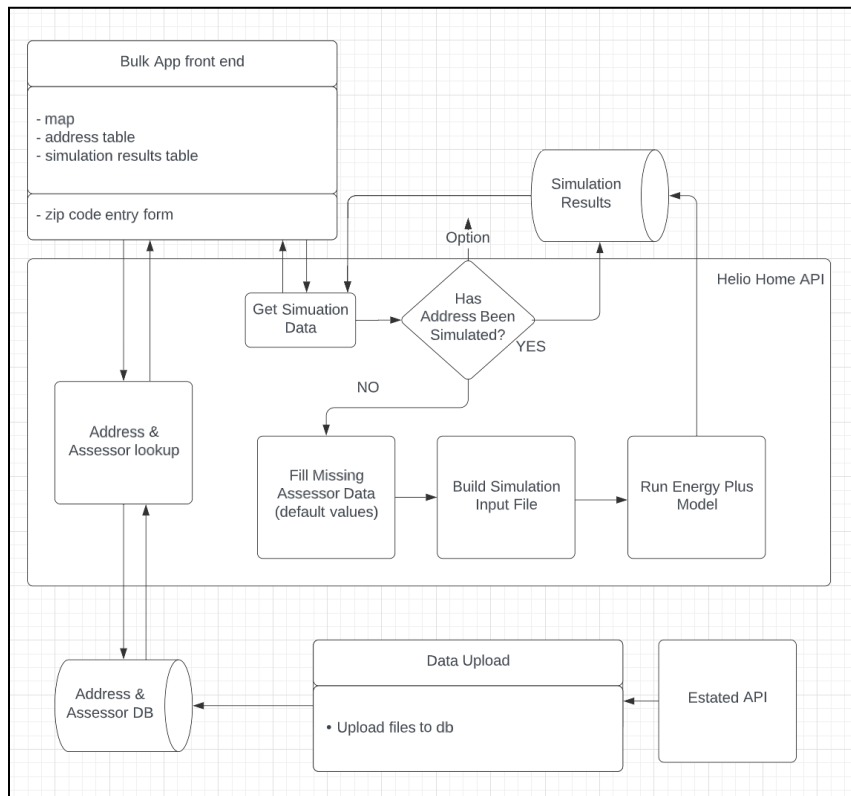 Bulk App front end
- map
- address table
- simulation results table
- zip code entry form
Simulation
Results
Option
Helio Home API
Get Simuation
Data
Has
Address Been
Simulated?
YES
NO
Address &
Assessor lookup
Fill Missing
Assessor Data
(default values)
Build Simulation
Input File
Run Energy Plus
Model
Address &
Assessor DB
Data Upload
• Upload files to db
Estated API